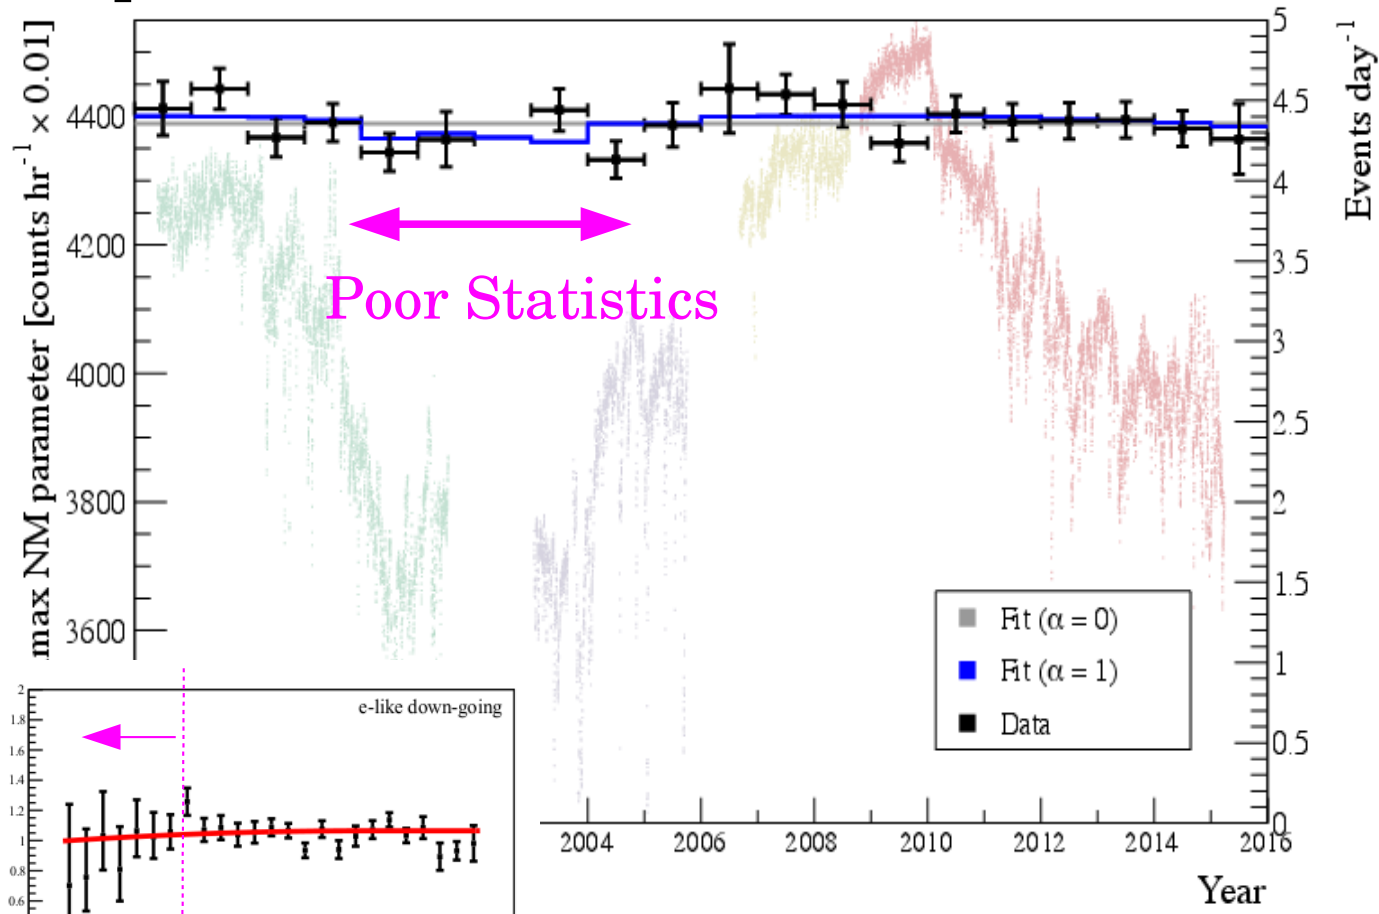 max NM parameter [counts hr⁻¹ × 0.01]
4400
4200
4000
3800
3600
Poor Statistics
5
4.5
4
3.5
3
2.5
2
1.5
1
0.5
0
Events day⁻¹
Fit (α = 0)
Fit (α = 1)
Data
2004 2006 2008 2010 2012 2014 2016
Year
e-like down-going
2
1.8
1.6
1.4
1.2
1
0.8
0.6